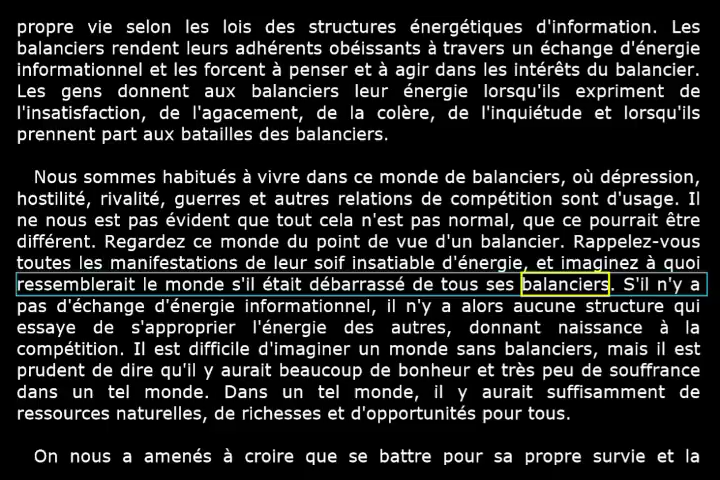 propre vie selon les lois des structures énergétiques d'information. Les
balanciers rendent leurs adhérents obéissants à travers un échange d'énergie
informationnel et les forcent à penser et à agir dans les intérêts du balancier.
Les gens donnent aux balanciers leur énergie lorsqu'ils expriment de
l'insatisfaction, de l'agacement, de la colère, de l'inquiétude et lorsqu'ils
prennent part aux batailles des balanciers.
Nous sommes habitués à vivre dans ce monde de balanciers, où dépression,
hostilité, rivalité, guerres et autres relations de compétition sont d'usage. Il
ne nous est pas évident que tout cela n'est pas normal, que ce pourrait être
différent. Regardez ce monde du point de vue d'un balancier. Rappelez-vous
toutes les manifestations de leur soif insatiable d'énergie, et imaginez à quoi
ressemblerait le monde s'il était débarrassé de tous ses balanciers. S'il n'y a
pas d'échange d'énergie informationnel, il n'y a alors aucune structure qui
essaye de s'approprier l'énergie des autres, donnant naissance à la
compétition. Il est difficile d'imaginer un monde sans balanciers, mais il est
prudent de dire qu'il y aurait beaucoup de bonheur et très peu de souffrance
dans un tel monde. Dans un tel monde, il y aurait suffisamment de
ressources naturelles, de richesses et d'opportunités pour tous.
On nous a amenés à croire que se battre pour sa propre survie et la